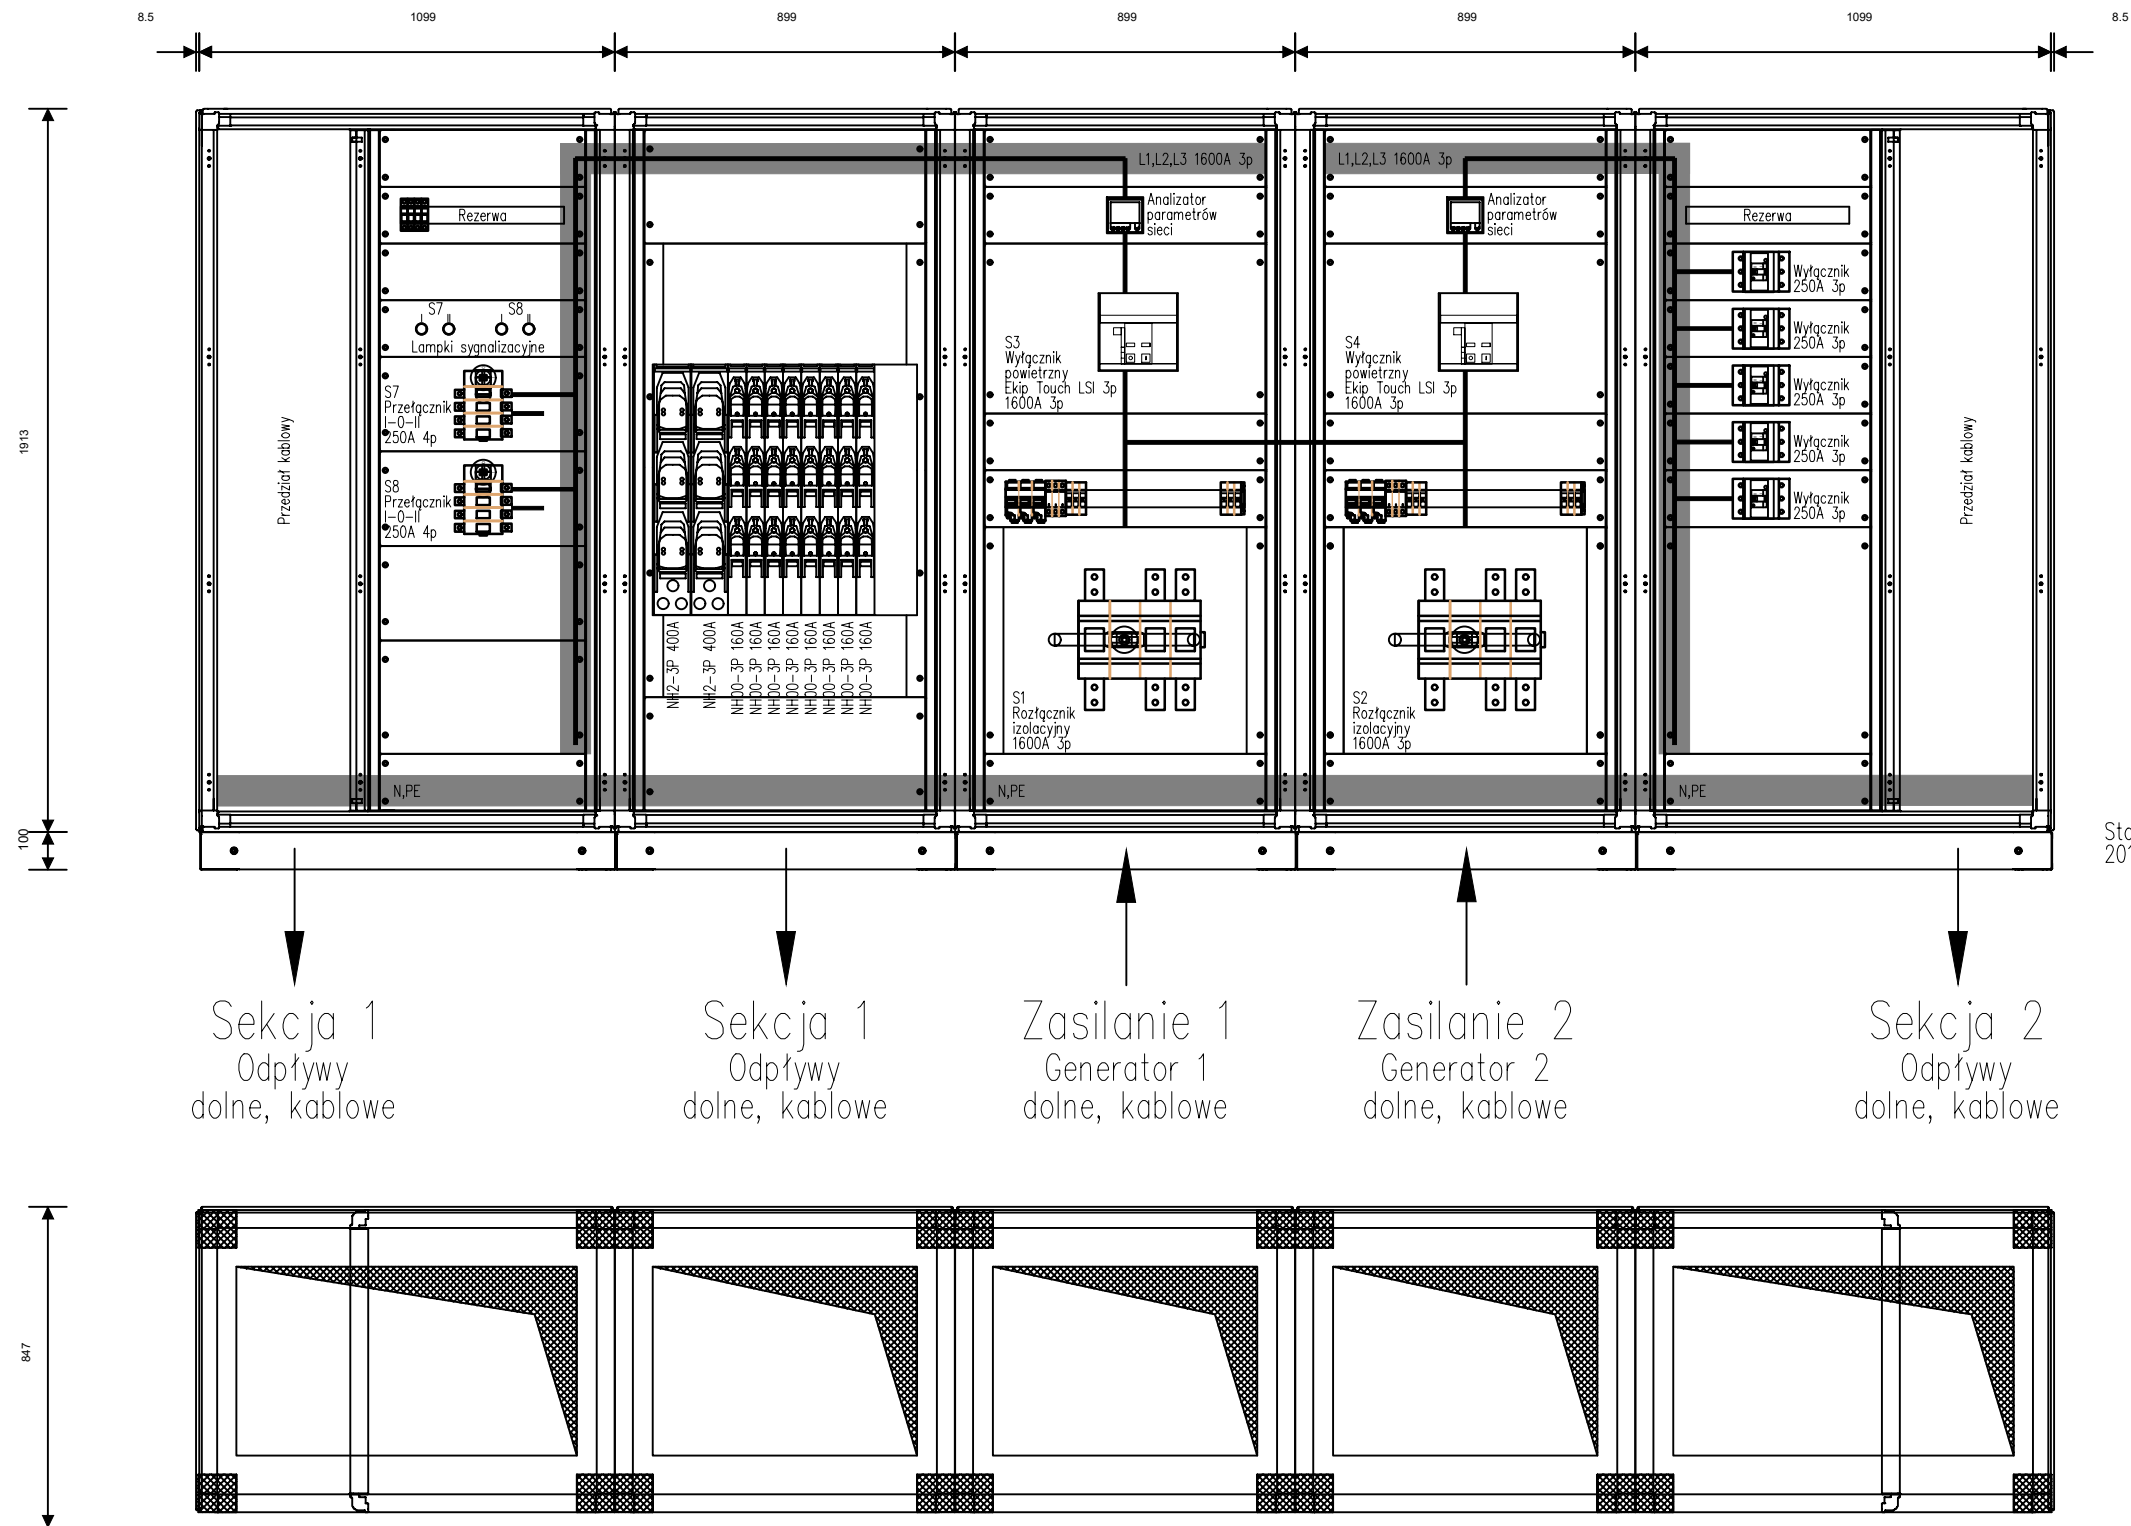 8.5
1099
899
899
899
1099
8.5
1913
100
847
L1,L2,L3 1600A 3p
L1,L2,L3 1600A 3p
Rezerwa
Analizator
parametrów
sieci
Analizator
parametrów
sieci
Rezerwa
S7
S8
Lampki sygnalizacyjne
S7
Przełącznik
I-0-II
250A 4p
S8
Przełącznik
I-0-II
250A 4p
Przedział kablowy
NH2-3P 400A
NH2-3P 400A
NH00-3P 160A
NH00-3P 160A
NH00-3P 160A
NH00-3P 160A
NH00-3P 160A
NH00-3P 160A
NH00-3P 160A
NH00-3P 160A
S3
Wyłącznik
powietrzny
Ekip Touch LSI 3p
1600A 3p
S4
Wyłącznik
powietrzny
Ekip Touch LSI 3p
1600A 3p
S1
Rozłącznik
izolacyjny
1600A 3p
S2
Rozłącznik
izolacyjny
1600A 3p
Wyłącznik
250A 3p
Wyłącznik
250A 3p
Wyłącznik
250A 3p
Wyłącznik
250A 3p
Wyłącznik
250A 3p
Przedział kablowy
N,PE
N,PE
N,PE
Sekcja 1
Odpływy
dolne, kablowe
Sekcja 1
Odpływy
dolne, kablowe
Zasilanie 1
Generator 1
dolne, kablowe
Zasilanie 2
Generator 2
dolne, kablowe
Sekcja 2
Odpływy
dolne, kablowe